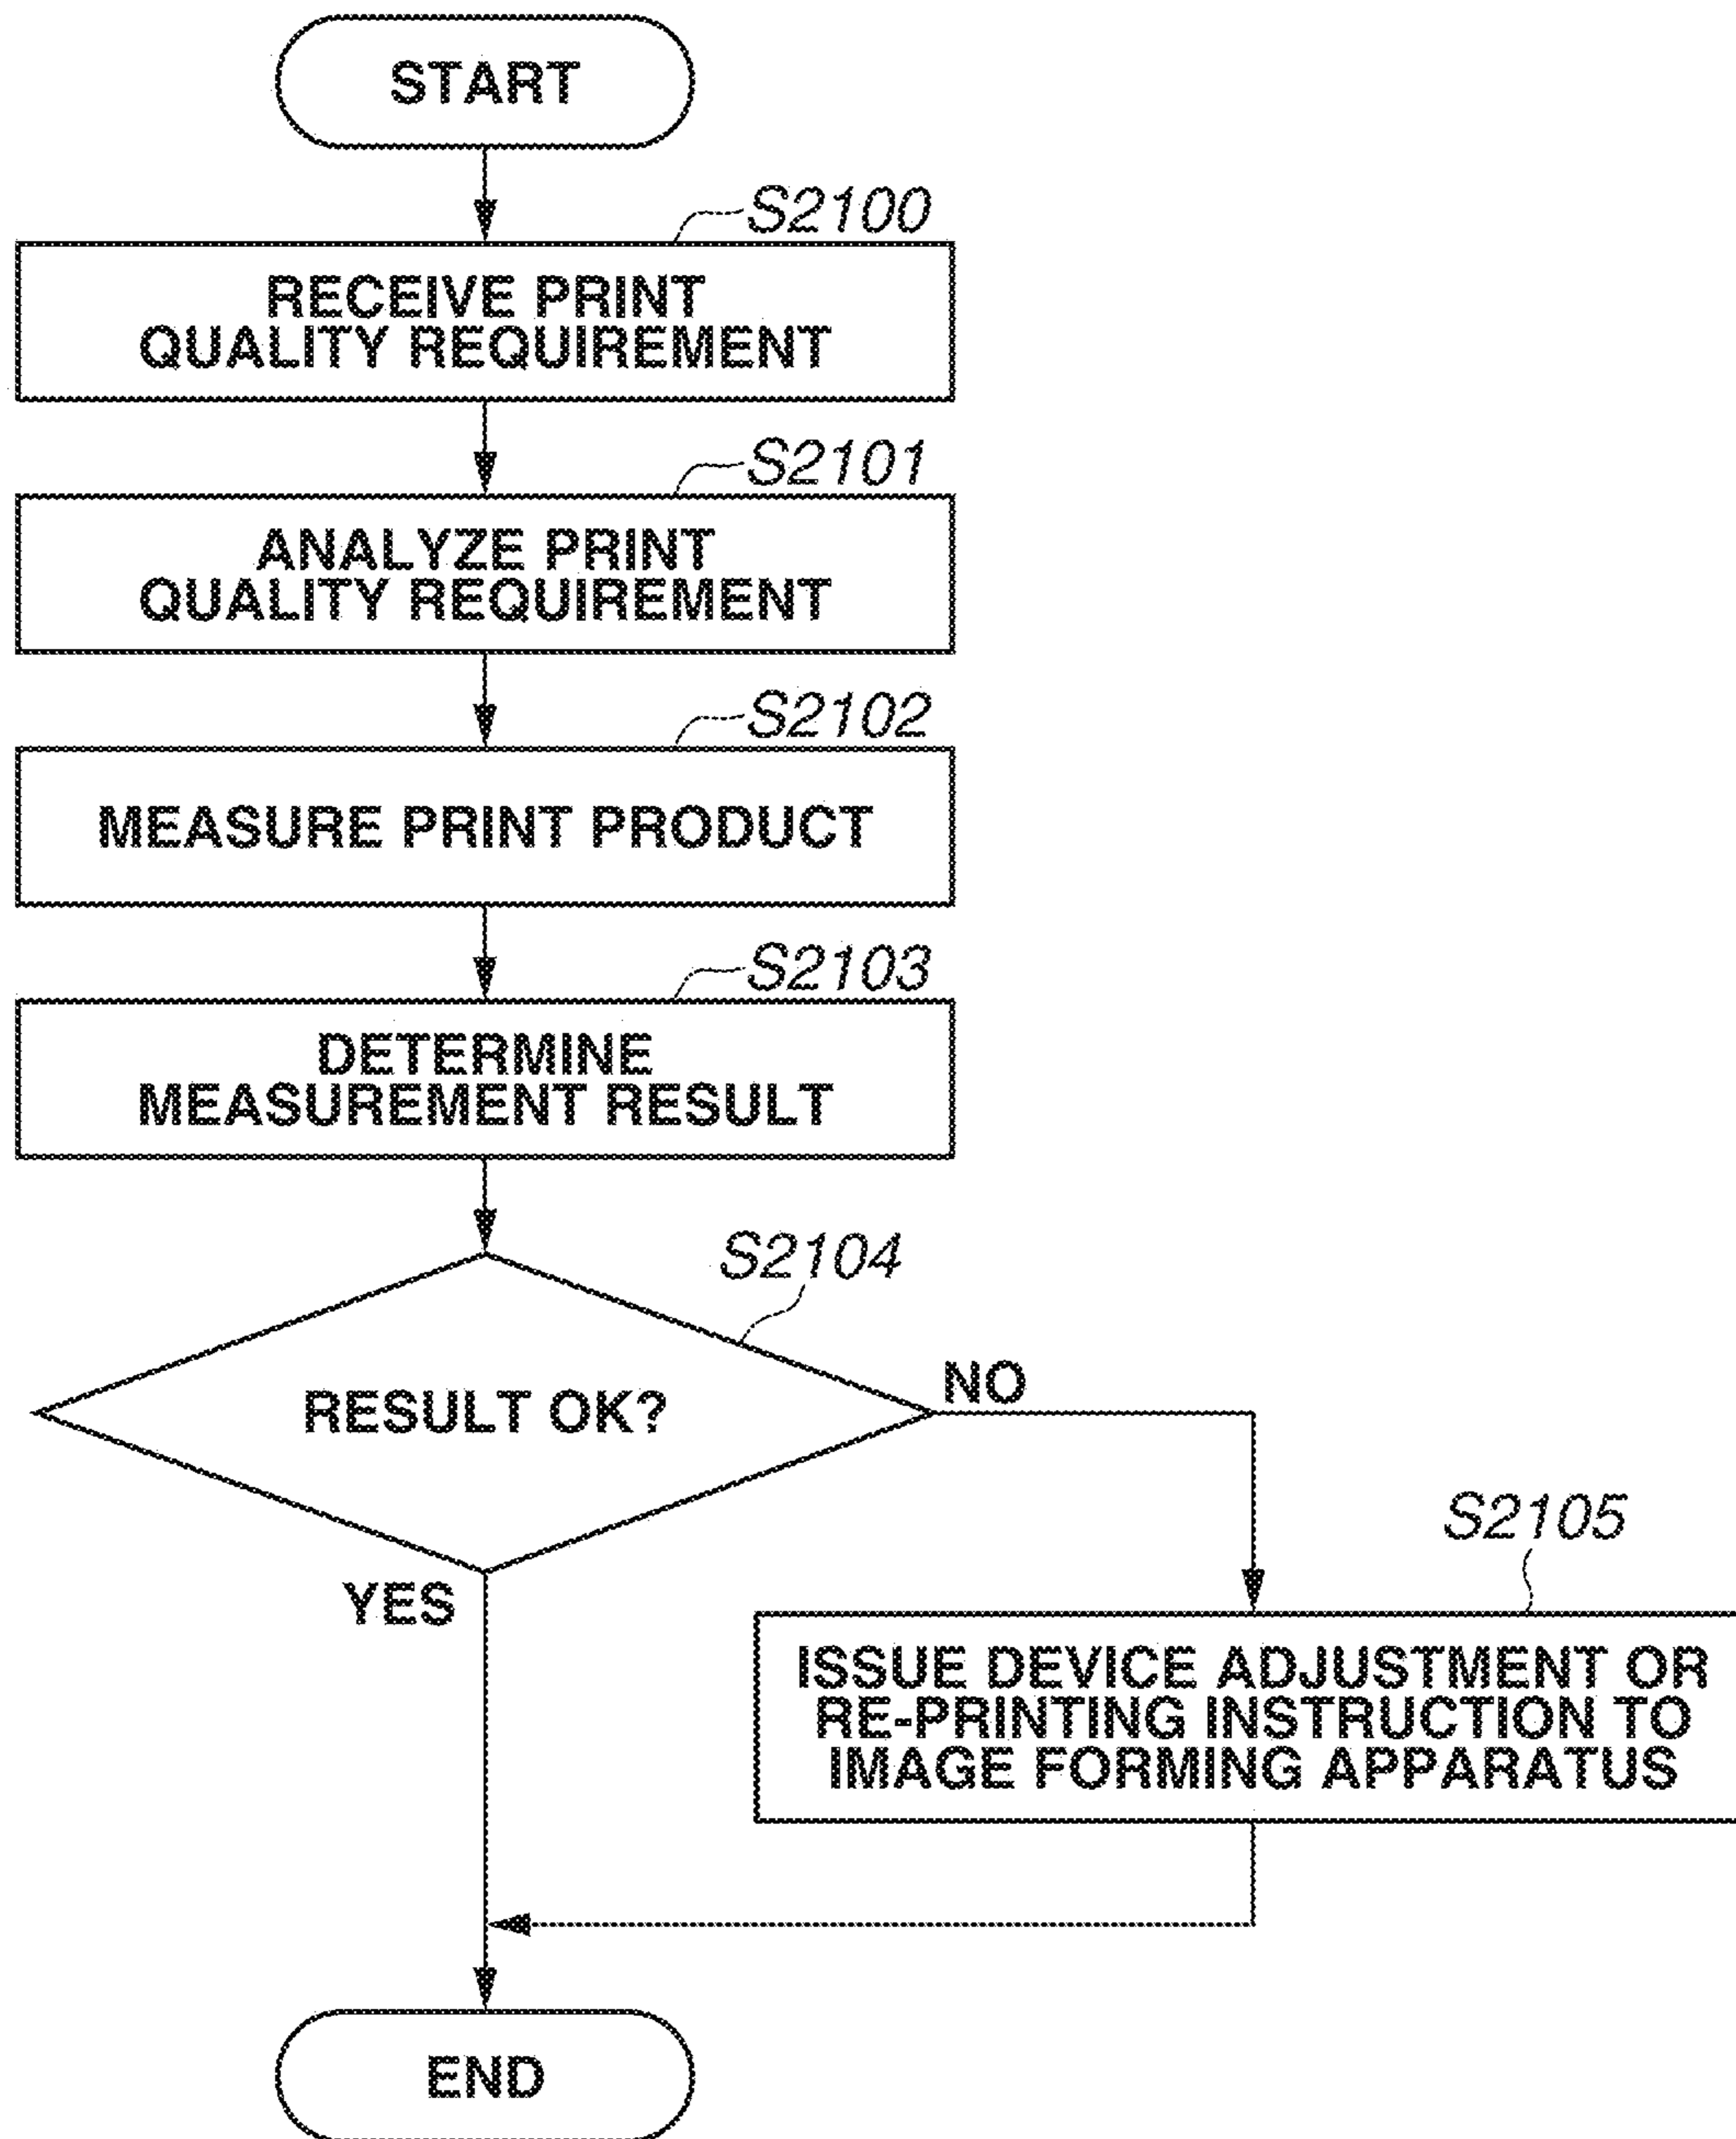 START
S2100
RECEIVE PRINT
QUALITY REQUIREMENT
S2101
ANALYZE PRINT
QUALITY REQUIREMENT
S2102
MEASURE PRINT PRODUCT
S2103
DETERMINE
MEASUREMENT RESULT
S2104
RESULT OK?
NO
YES
S2105
ISSUE DEVICE ADJUSTMENT OR
RE-PRINTING INSTRUCTION TO
IMAGE FORMING APPARATUS
END